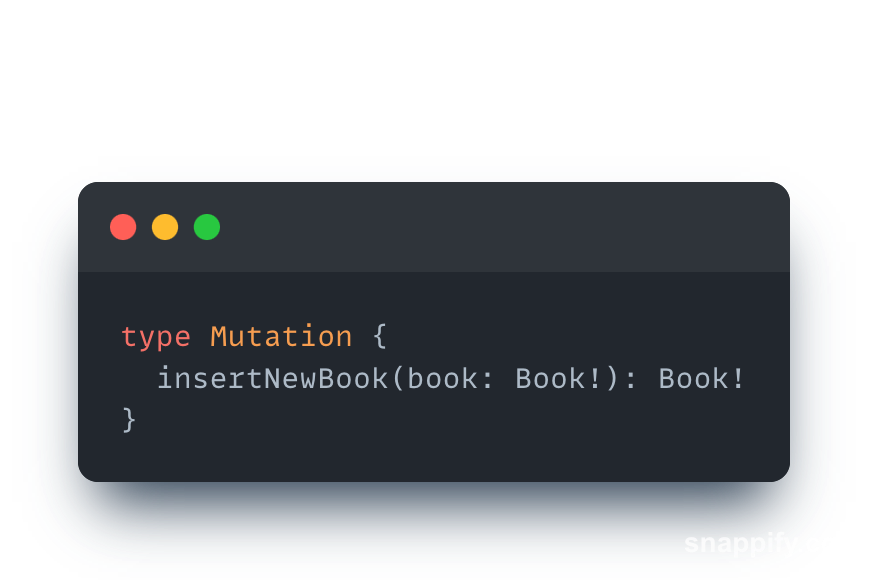 type Mutation {
  insertNewBook(book: Book!): Book!
}
snappify